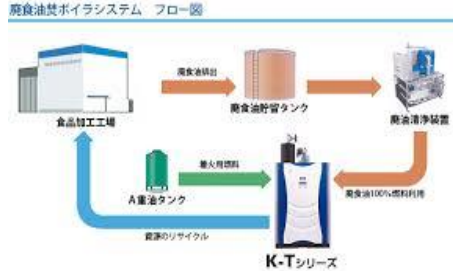 廃食油焚ボイラシステム フロー図
廃食油排出
食品加工工場
廃食油貯留タンク
廃油清浄装置
着火用燃料
A重油タンク
廃食油100%燃料利用
資源のリサイクル
K-Tシリーズ